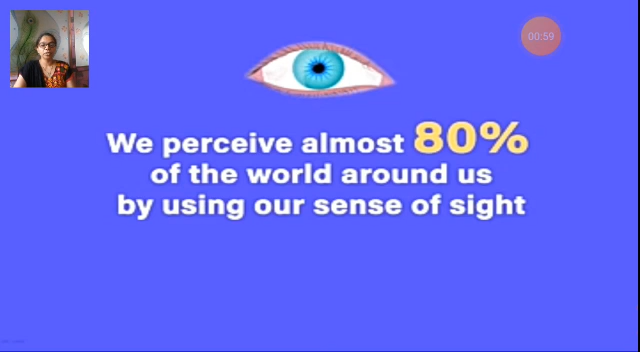 00:59
We perceive almost 80%
of the world around us
by using our sense of sight